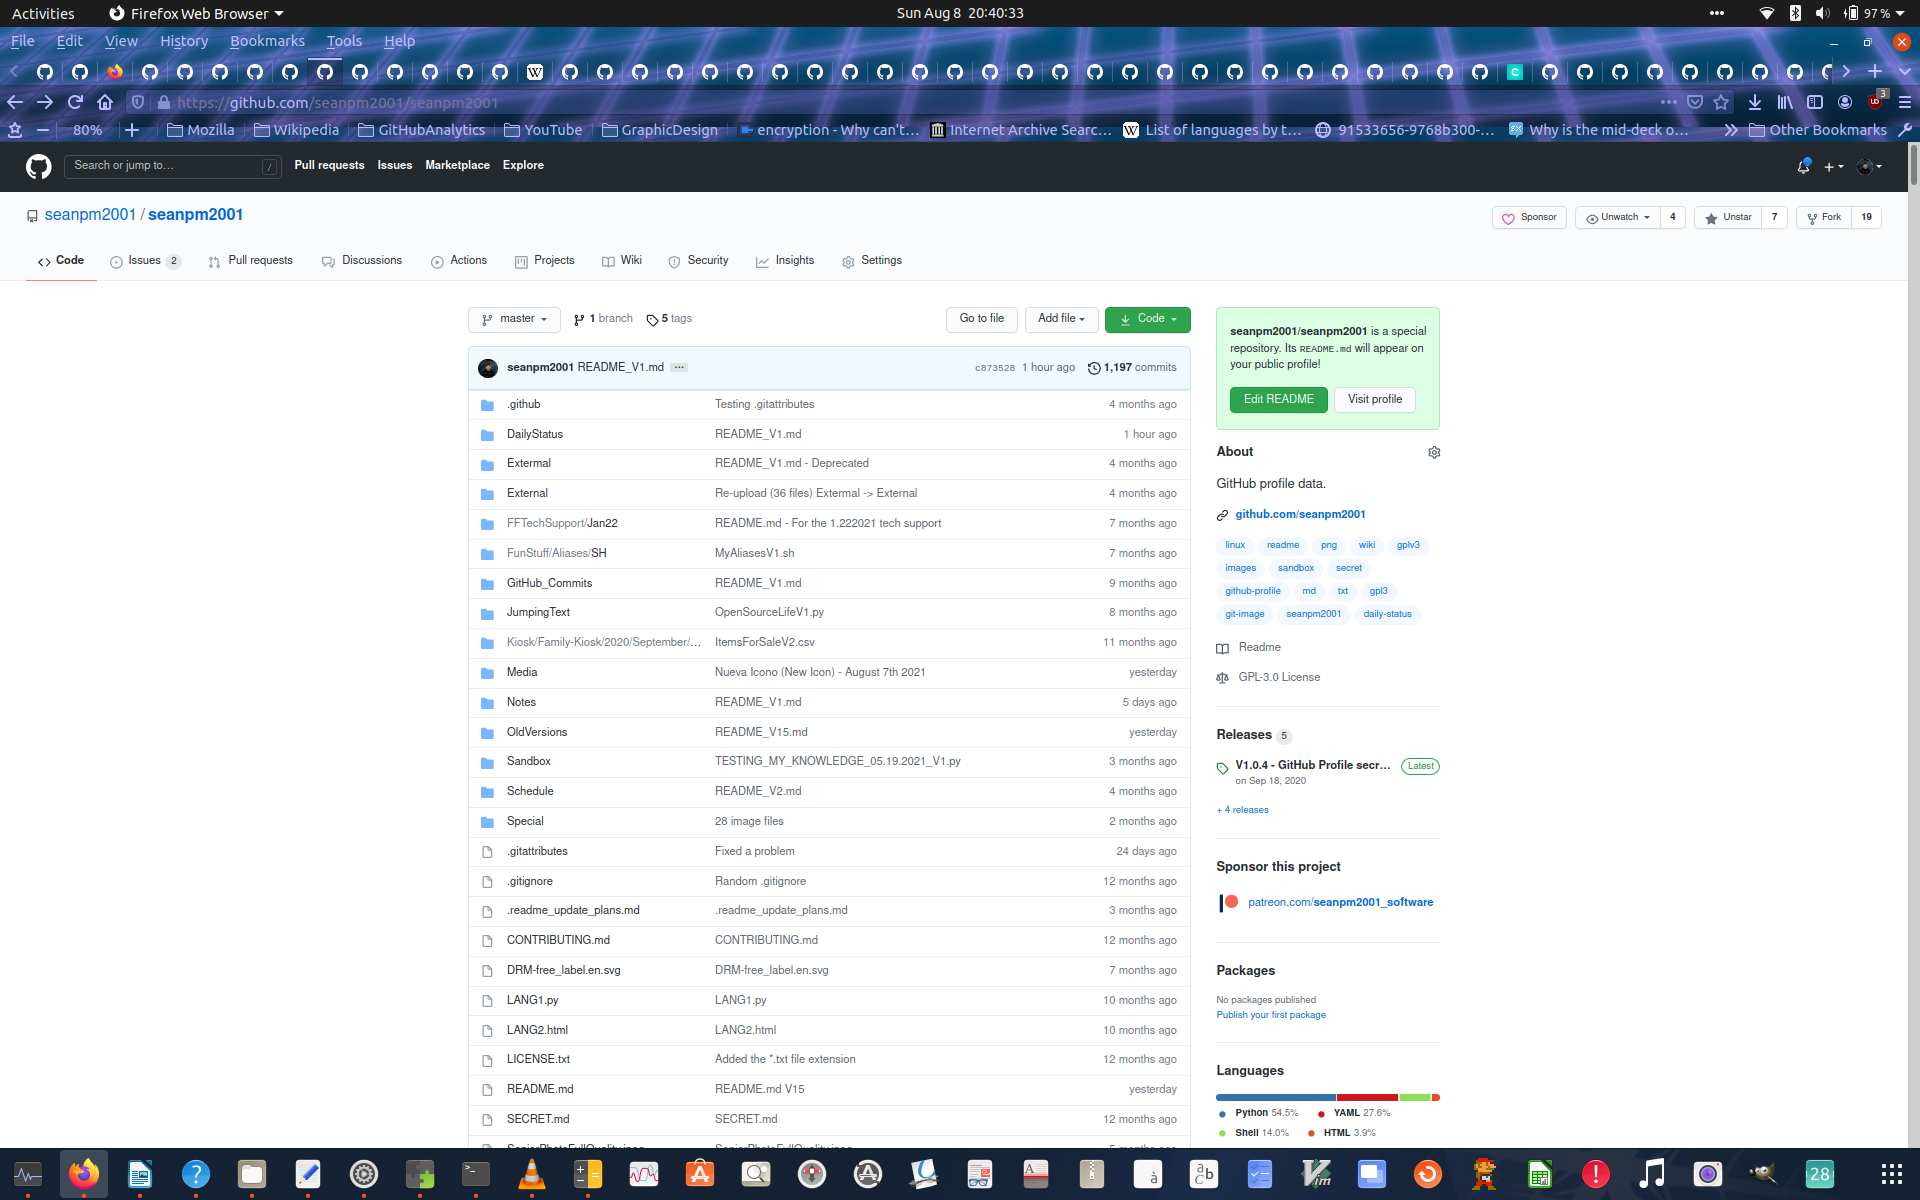 Activities Firefox Web Browser Sun Aug 8 20:40:33 97 %
File Edit View History Bookmarks Tools Help
https://github.com/seanpm2001/seanpm2001
80% Mozilla Wikipedia GitHubAnalytics YouTube GraphicDesign encryption - Why can't… Internet Archive Searc… List of languages by t… 91533656-9768b300-… Why is the mid-deck o… Other Bookmarks
Search or jump to… / Pull requests Issues Marketplace Explore
seanpm2001 / seanpm2001 Sponsor Unwatch 4 Unstar 7 Fork 19
Code Issues 2 Pull requests Discussions Actions Projects Wiki Security Insights Settings
master 1 branch 5 tags Go to file Add file Code
seanpm2001 README_V1.md ... c873528 1 hour ago 1,197 commits
.github Testing .gitattributes 4 months ago
DailyStatus README_V1.md 1 hour ago
Extermal README_V1.md - Deprecated 4 months ago
External Re-upload (36 files) Extermal -> External 4 months ago
FFTechSupport/Jan22 README.md - For the 1.222021 tech support 7 months ago
FunStuff/Aliases/SH MyAliasesV1.sh 7 months ago
GitHub_Commits README_V1.md 9 months ago
JumpingText OpenSourceLifeV1.py 8 months ago
Kiosk/Family-Kiosk/2020/September/… ItemsForSaleV2.csv 11 months ago
Media Nueva Icono (New Icon) - August 7th 2021 yesterday
Notes README_V1.md 5 days ago
OldVersions README_V15.md yesterday
Sandbox TESTING_MY_KNOWLEDGE_05.19.2021_V1.py 3 months ago
Schedule README_V2.md 4 months ago
Special 28 image files 2 months ago
.gitattributes Fixed a problem 24 days ago
.gitignore Random .gitignore 12 months ago
.readme_update_plans.md .readme_update_plans.md 3 months ago
CONTRIBUTING.md CONTRIBUTING.md 12 months ago
DRM-free_label.en.svg DRM-free_label.en.svg 7 months ago
LANG1.py LANG1.py 10 months ago
LANG2.html LANG2.html 10 months ago
LICENSE.txt Added the *.txt file extension 12 months ago
README.md README.md V15 yesterday
SECRET.md SECRET.md 12 months ago
seanpm2001/seanpm2001 is a special
repository. Its README.md will appear on
your public profile!
Edit README Visit profile
About
GitHub profile data.
github.com/seanpm2001
linux readme png wiki gplv3
images sandbox secret
github-profile md txt gpl3
git-image seanpm2001 daily-status
Readme
GPL-3.0 License
Releases 5
V1.0.4 - GitHub Profile secr... Latest
on Sep 18, 2020
+ 4 releases
Sponsor this project
patreon.com/seanpm2001_software
Packages
No packages published
Publish your first package
Languages
Python 54.5% YAML 27.6%
Shell 14.0% HTML 3.9%
28